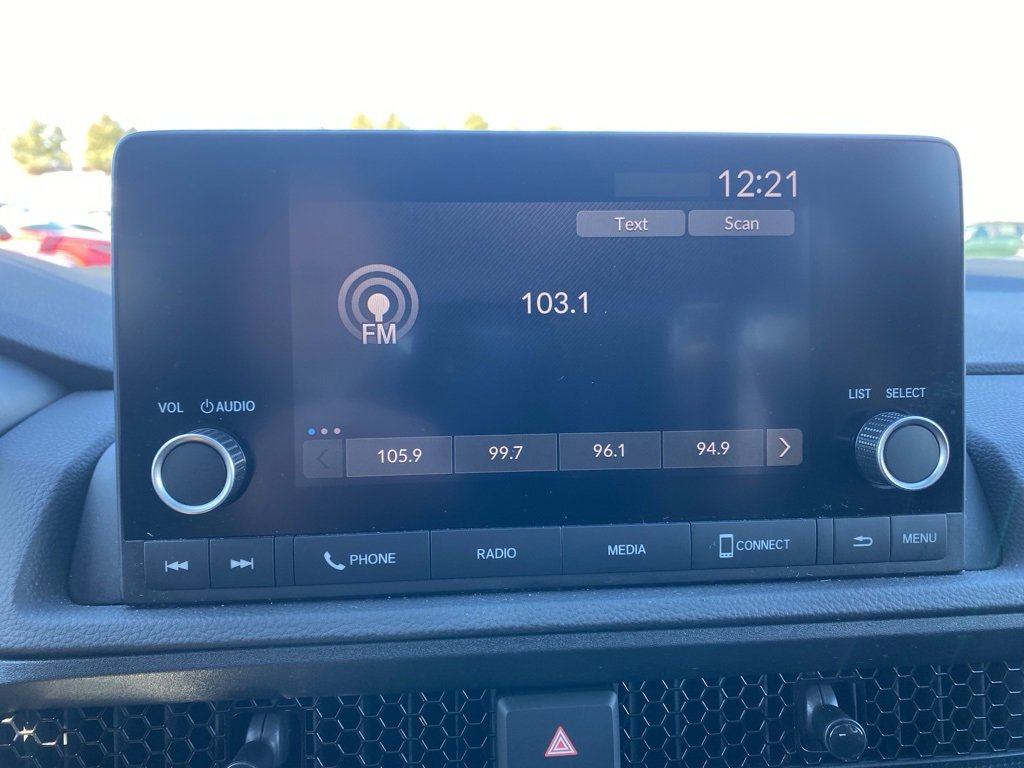 12:21
Text Scan
103.1
FM
VOL AUDIO
LIST SELECT
105.9 99.7 96.1 94.9
PHONE RADIO MEDIA CONNECT MENU